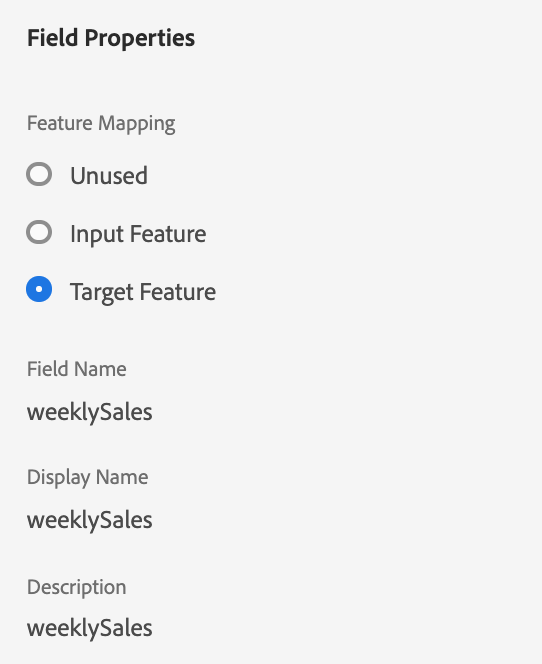 Field Properties
Feature Mapping
Unused
Input Feature
Target Feature
Field Name
weeklySales
Display Name
weeklySales
Description
weeklySales